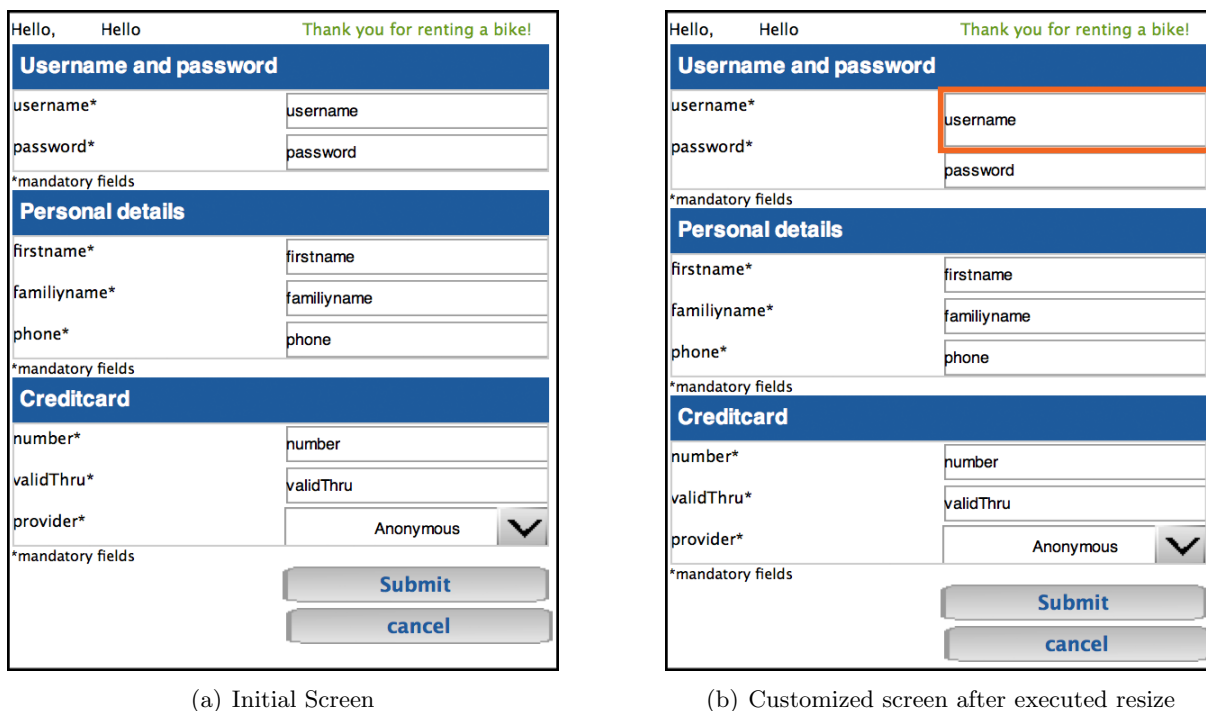 Hello, Hello Thank you for renting a bike!
Username and password
username* username
password* password
*mandatory fields
Personal details
firstname* firstname
familiyname* familiyname
phone* phone
*mandatory fields
Creditcard
number* number
validThru* validThru
provider* Anonymous
*mandatory fields
Submit
cancel
(a) Initial Screen
Hello, Hello Thank you for renting a bike!
Username and password
username* username
password* password
*mandatory fields
Personal details
firstname* firstname
familiyname* familiyname
phone* phone
*mandatory fields
Creditcard
number* number
validThru* validThru
provider* Anonymous
*mandatory fields
Submit
cancel
(b) Customized screen after executed resize